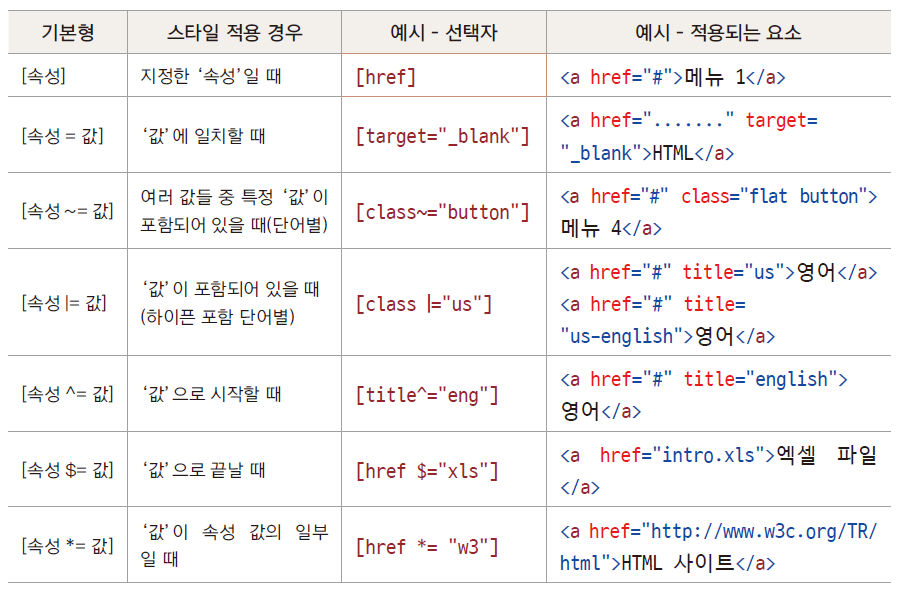 기본형 스타일 적용 경우 예시 - 선택자 예시 - 적용되는 요소
[속성] 지정한 ‘속성’일 때 [href] <a href="#">메뉴 1</a>
[속성 = 값] ‘값’에 일치할 때 [target="_blank"] <a href="......." target=
"_blank">HTML</a>
[속성 ~= 값] 여러 값들 중 특정 ‘값’이
포함되어 있을 때(단어별) [class~="button"] <a href="#" class="flat button">
메뉴 4</a>
[속성 |= 값] ‘값’이 포함되어 있을 때
(하이픈 포함 단어별) [class |="us"] <a href="#" title="us">영어</a>
<a href="#" title=
"us-english">영어</a>
[속성 ^= 값] ‘값’으로 시작할 때 [title^="eng"] <a href="#" title="english">
영어</a>
[속성 $= 값] ‘값’으로 끝날 때 [href $="xls"] <a href="intro.xls">엑셀 파일
</a>
[속성 *= 값] ‘값’이 속성 값의 일부
일 때 [href *= "w3"] <a href="http://www.w3c.org/TR/
html">HTML 사이트</a>